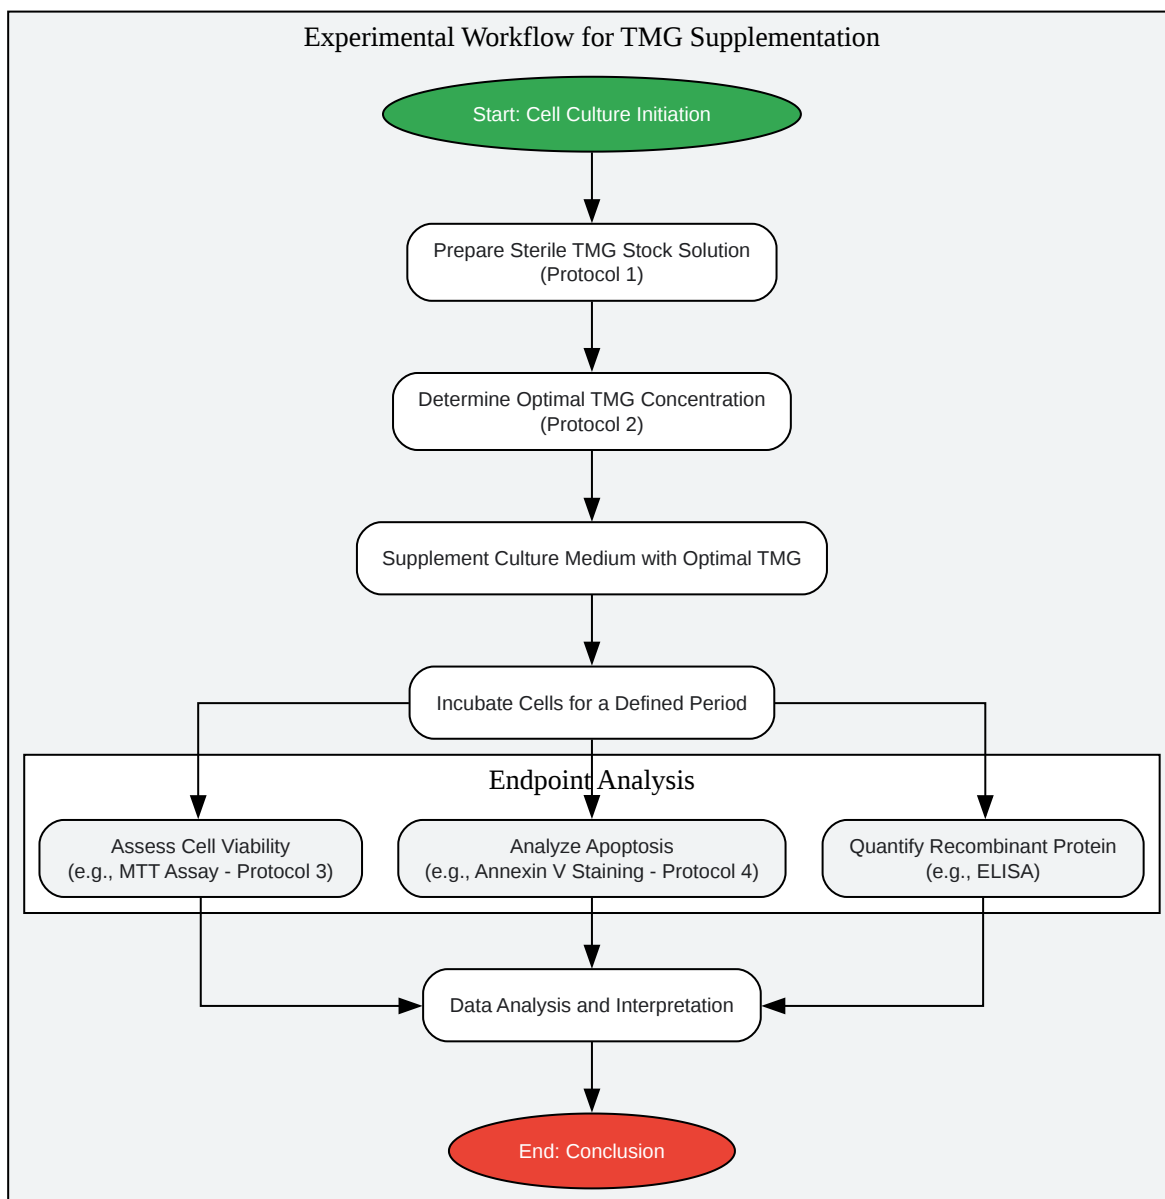 Experimental Workflow for TMG Supplementation
Start: Cell Culture Initiation
Prepare Sterile TMG Stock Solution
(Protocol 1)
Determine Optimal TMG Concentration
(Protocol 2)
Supplement Culture Medium with Optimal TMG
Incubate Cells for a Defined Period
Endpoint Analysis
Assess Cell Viability
(e.g., MTT Assay - Protocol 3)
Analyze Apoptosis
(e.g., Annexin V Staining - Protocol 4)
Quantify Recombinant Protein
(e.g., ELISA)
Data Analysis and Interpretation
End: Conclusion